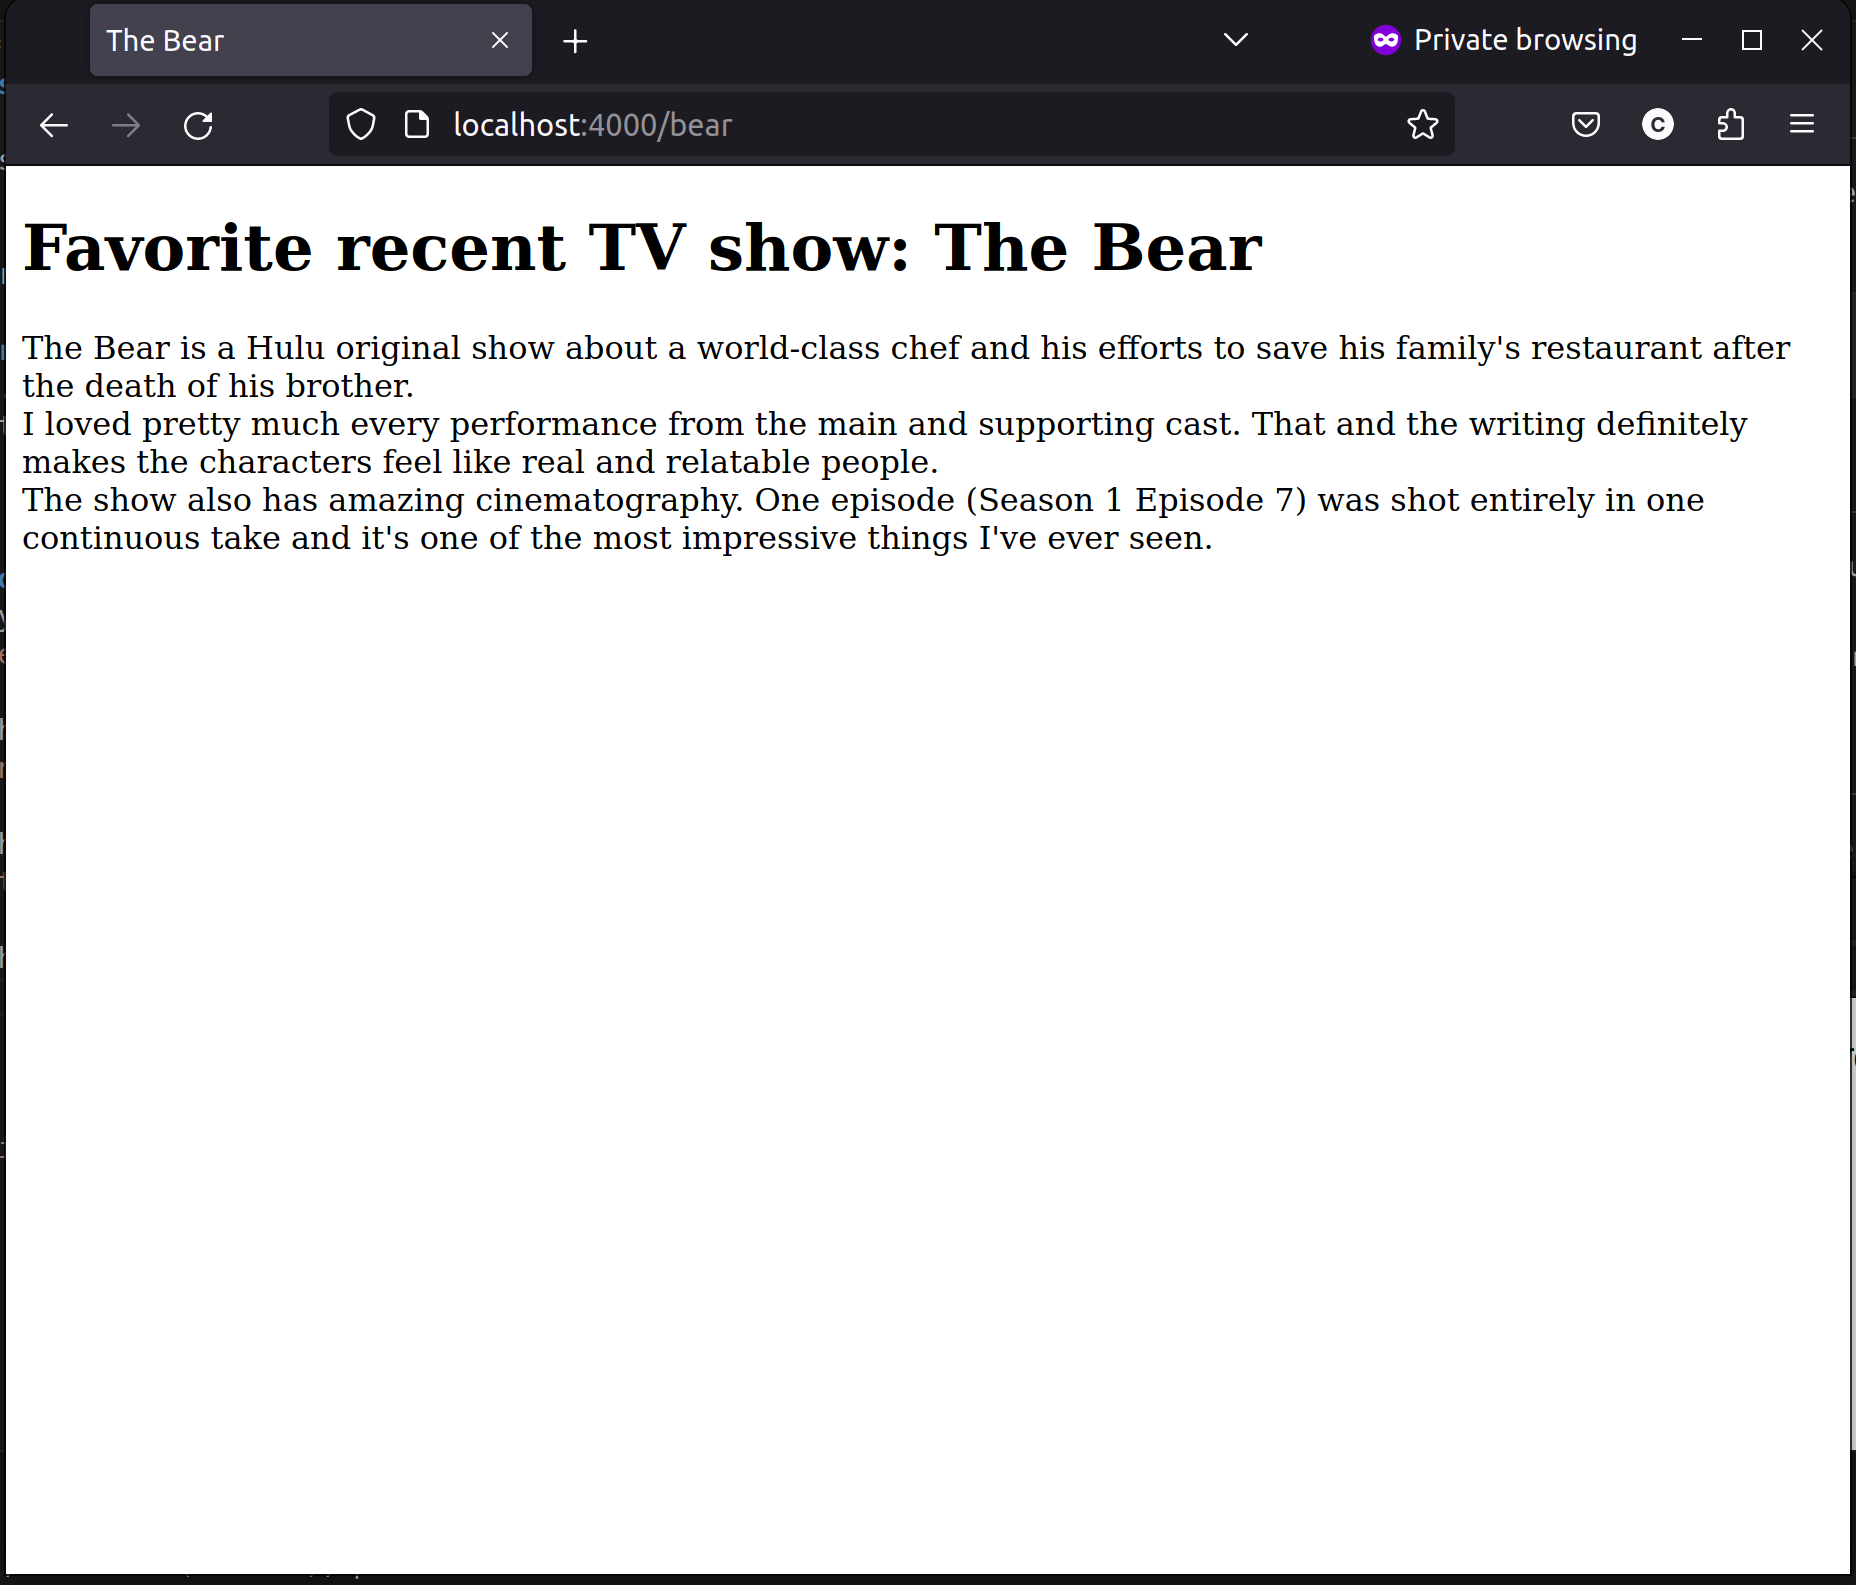 The Bear
Private browsing
localhost:4000/bear
Favorite recent TV show: The Bear
The Bear is a Hulu original show about a world-class chef and his efforts to save his family's restaurant after
the death of his brother.
I loved pretty much every performance from the main and supporting cast. That and the writing definitely
makes the characters feel like real and relatable people.
The show also has amazing cinematography. One episode (Season 1 Episode 7) was shot entirely in one
continuous take and it's one of the most impressive things I've ever seen.